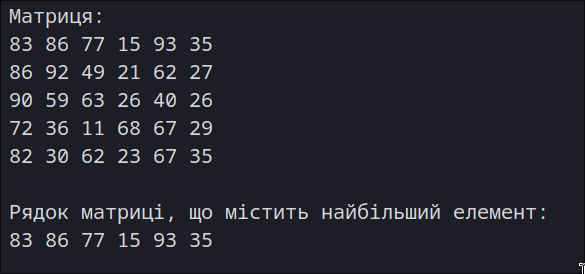 Матриця:
83 86 77 15 93 35
86 92 49 21 62 27
90 59 63 26 40 26
72 36 11 68 67 29
82 30 62 23 67 35
Рядок матриці, що містить найбільший елемент:
83 86 77 15 93 35